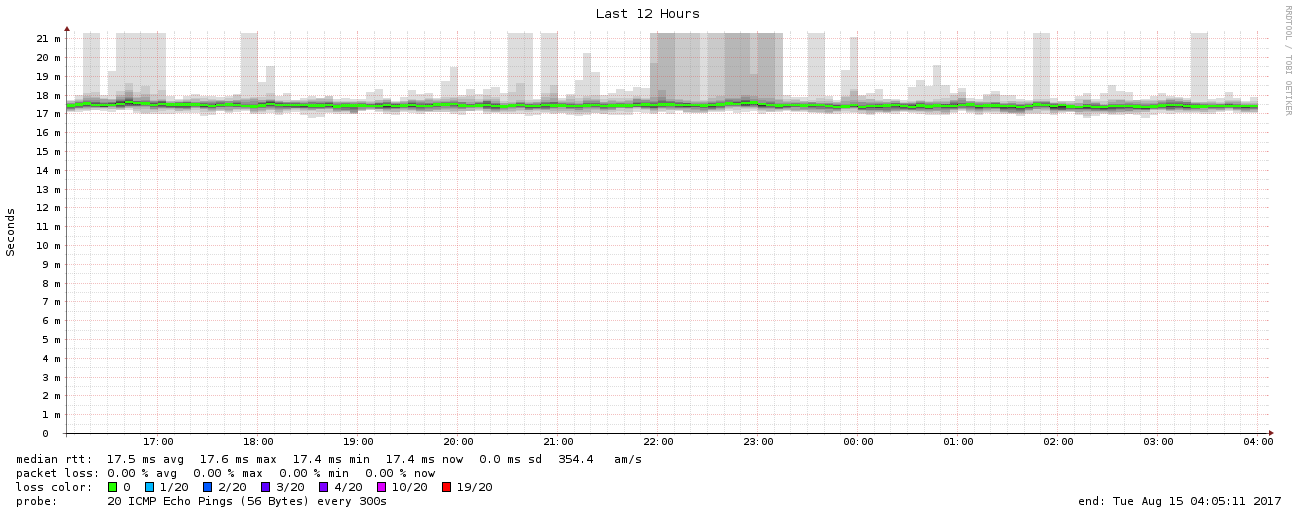 Last 12 Hours
RRDTOOL / TOBI OETIKER
Seconds
21 m
20 m
19 m
18 m
17 m
16 m
15 m
14 m
13 m
12 m
11 m
10 m
9 m
8 m
7 m
6 m
5 m
4 m
3 m
2 m
1 m
0
17:00 18:00 19:00 20:00 21:00 22:00 23:00 00:00 01:00 02:00 03:00 04:00
median rtt: 17.5 ms avg 17.6 ms max 17.4 ms min 17.4 ms now 0.0 ms sd 354.4 am/s
packet loss: 0.00 % avg 0.00 % max 0.00 % min 0.00 % now
loss color: 0 1/20 2/20 3/20 4/20 10/20 19/20
probe: 20 ICMP Echo Pings (56 Bytes) every 300s end: Tue Aug 15 04:05:11 2017